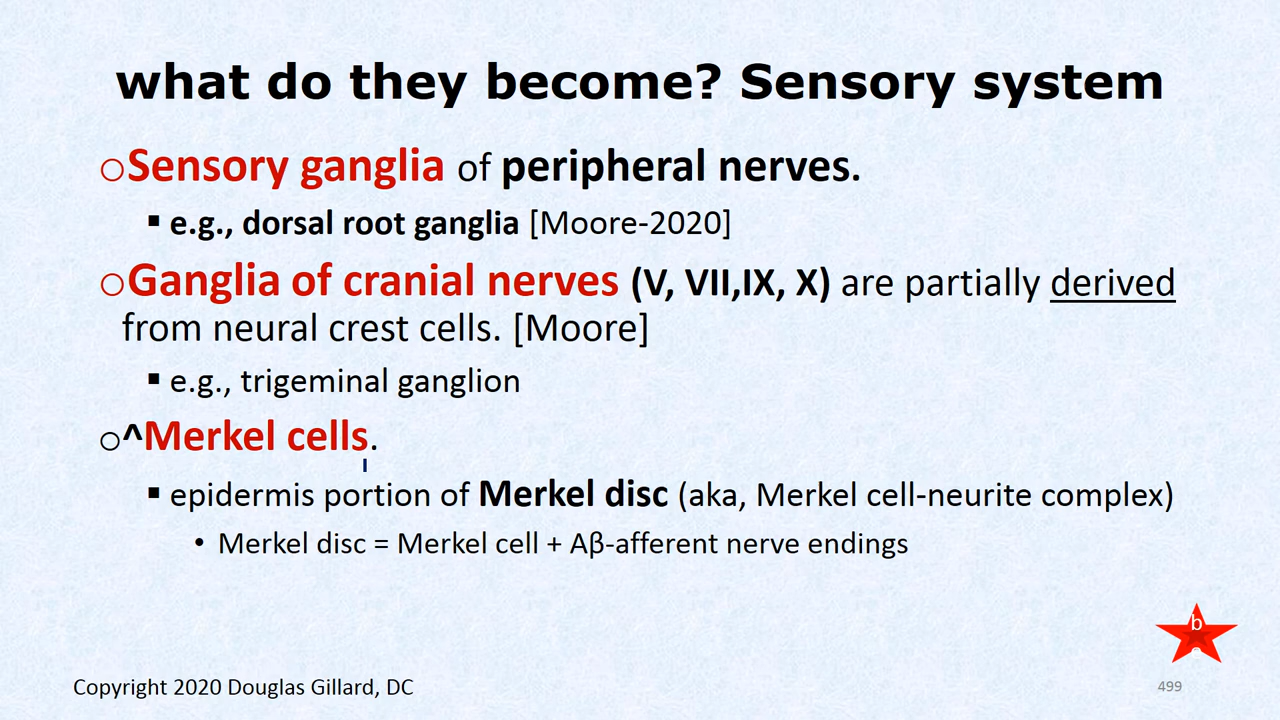 what do they become? Sensory system
○Sensory ganglia of peripheral nerves.
▪ e.g., dorsal root ganglia [Moore-2020]
○Ganglia of cranial nerves (V, VII,IX, X) are partially derived
from neural crest cells. [Moore]
▪ e.g., trigeminal ganglion
○^Merkel cells.
▪ epidermis portion of Merkel disc (aka, Merkel cell-neurite complex)
• Merkel disc = Merkel cell + Aβ-afferent nerve endings
b
Copyright 2020 Douglas Gillard, DC
499